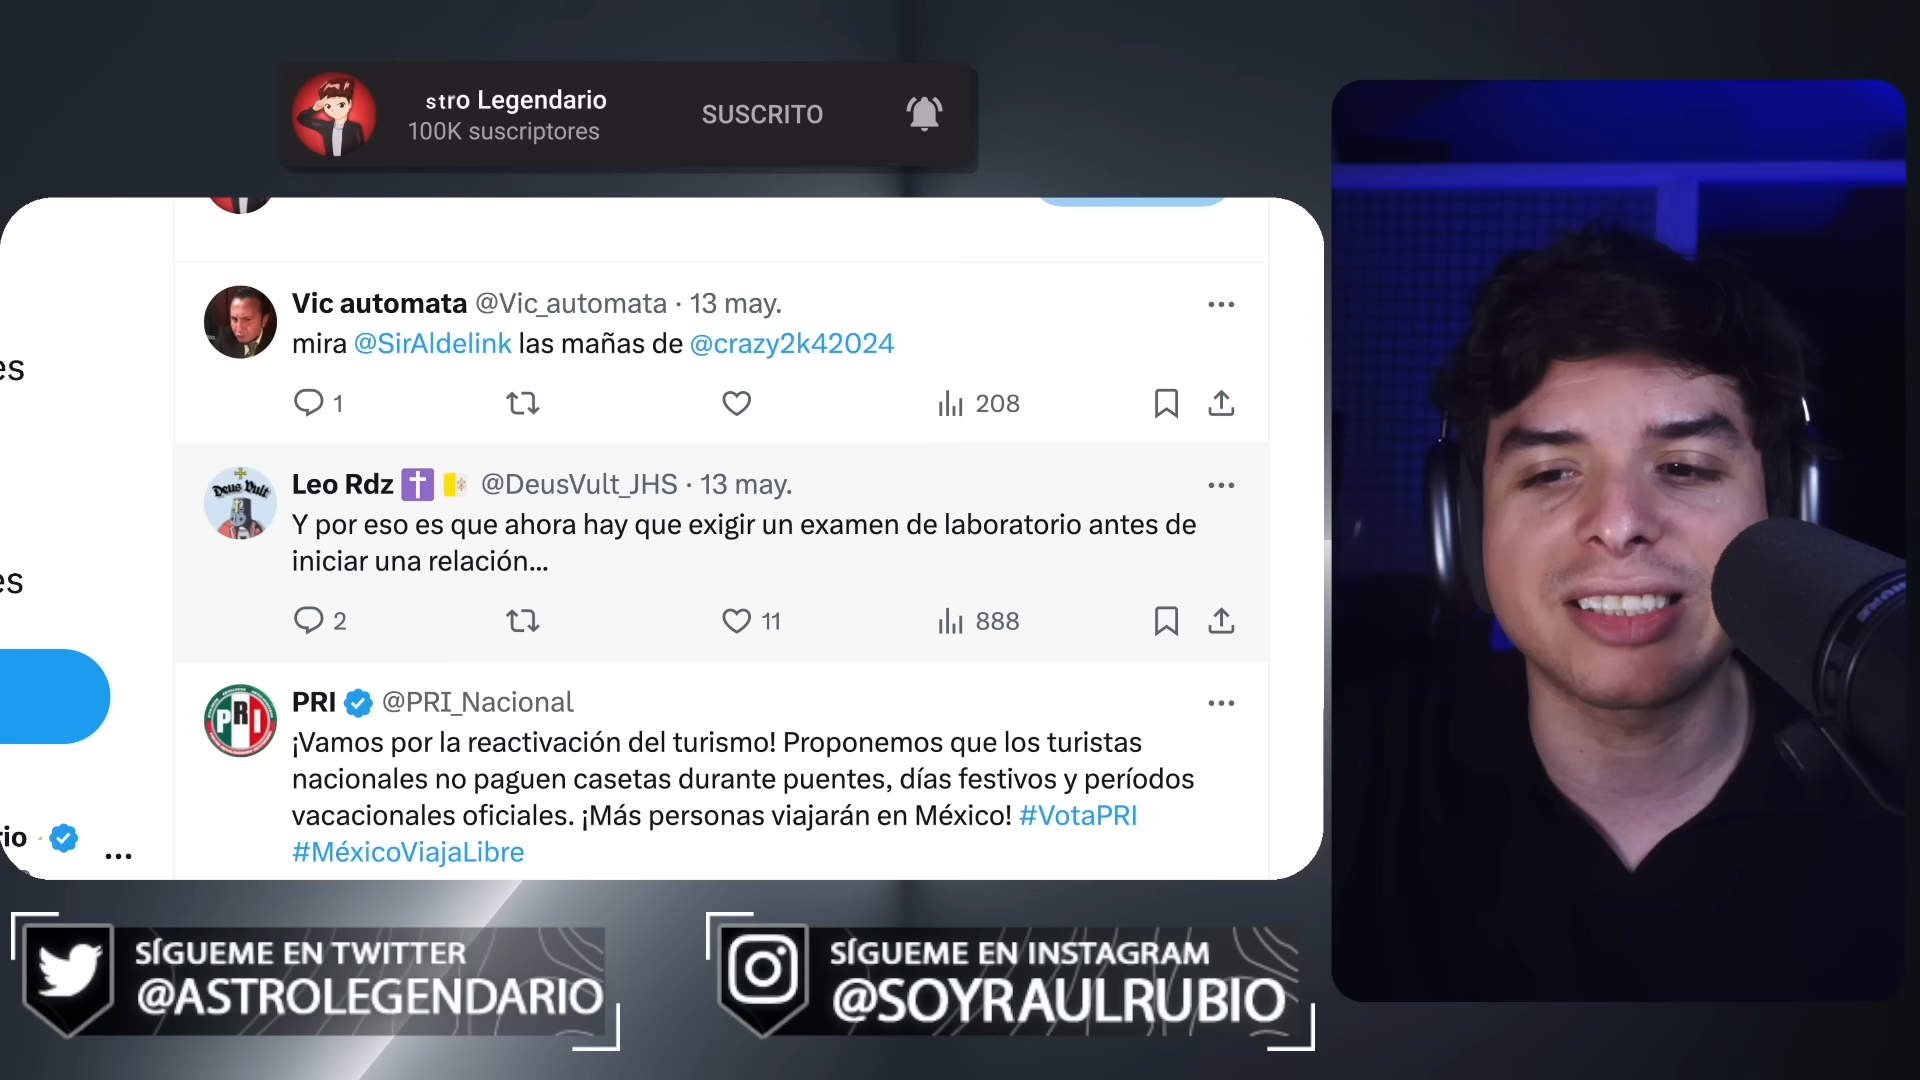 stro Legendario
100K suscriptores
SUSCRITO
Vic automata @Vic_automata · 13 may.
mira @SirAldelink las mañas de @crazy2k42024
1
208
Leo Rdz @DeusVult_JHS · 13 may.
Deus Vult
Y por eso es que ahora hay que exigir un examen de laboratorio antes de
iniciar una relación...
2
11
888
PRI @PRI_Nacional
PRI
¡Vamos por la reactivación del turismo! Proponemos que los turistas
nacionales no paguen casetas durante puentes, días festivos y períodos
vacacionales oficiales. ¡Más personas viajarán en México! #VotaPRI
#MéxicoViajaLibre
es
es
rio
SÍGUEME EN TWITTER
@ASTROLEGENDARIO
SÍGUEME EN INSTAGRAM
@SOYRAULRUBIO